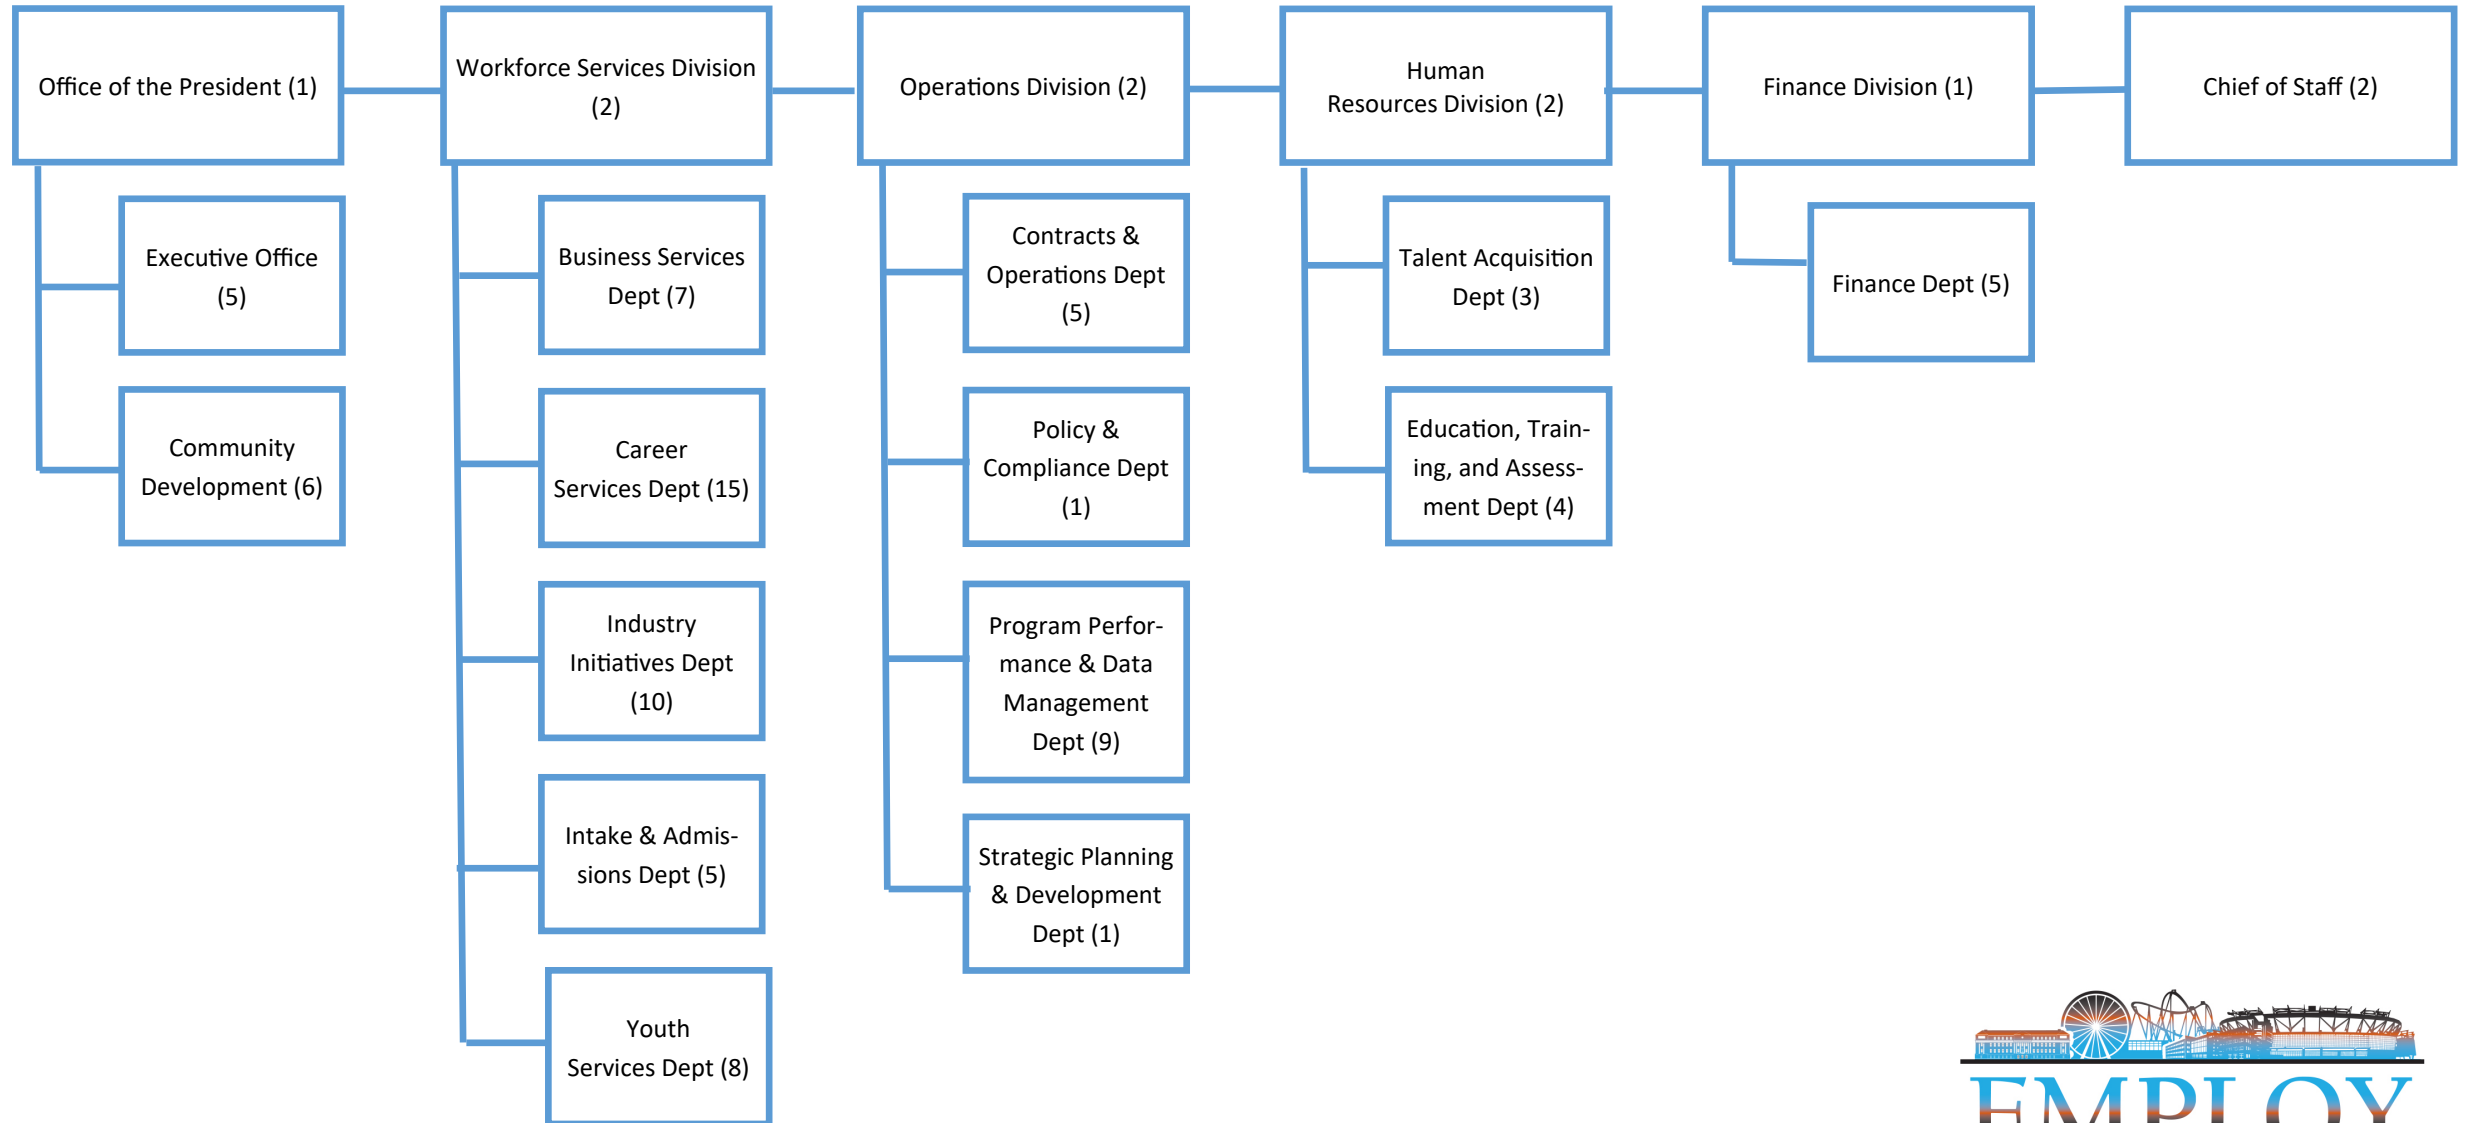 Office of the President (1)
Workforce Services Division
(2)
Operations Division (2)
Human
Resources Division (2)
Finance Division (1)
Chief of Staff (2)
Executive Office
(5)
Community
Development (6)
Business Services
Dept (7)
Career
Services Dept (15)
Industry
Initiatives Dept
(10)
Intake & Admis-
sions Dept (5)
Youth
Services Dept (8)
Contracts &
Operations Dept
(5)
Policy &
Compliance Dept
(1)
Program Perfor-
mance & Data
Management
Dept (9)
Strategic Planning
& Development
Dept (1)
Talent Acquisition
Dept (3)
Education, Train-
ing, and Assess-
ment Dept (4)
Finance Dept (5)
EMPLOY